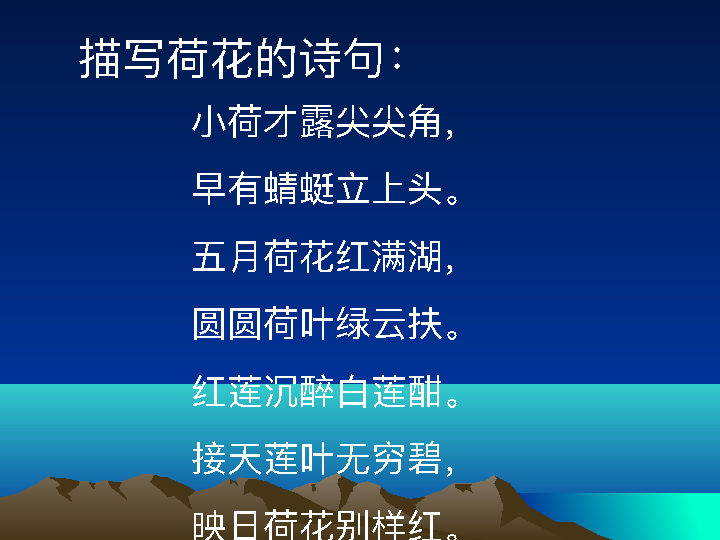 描写荷花的诗句：
小荷才露尖尖角，
早有蜻蜓立上头。
五月荷花红满湖，
圆圆荷叶绿云扶。
红莲沉醉白莲酣。
接天莲叶无穷碧，
映日荷花别样红。